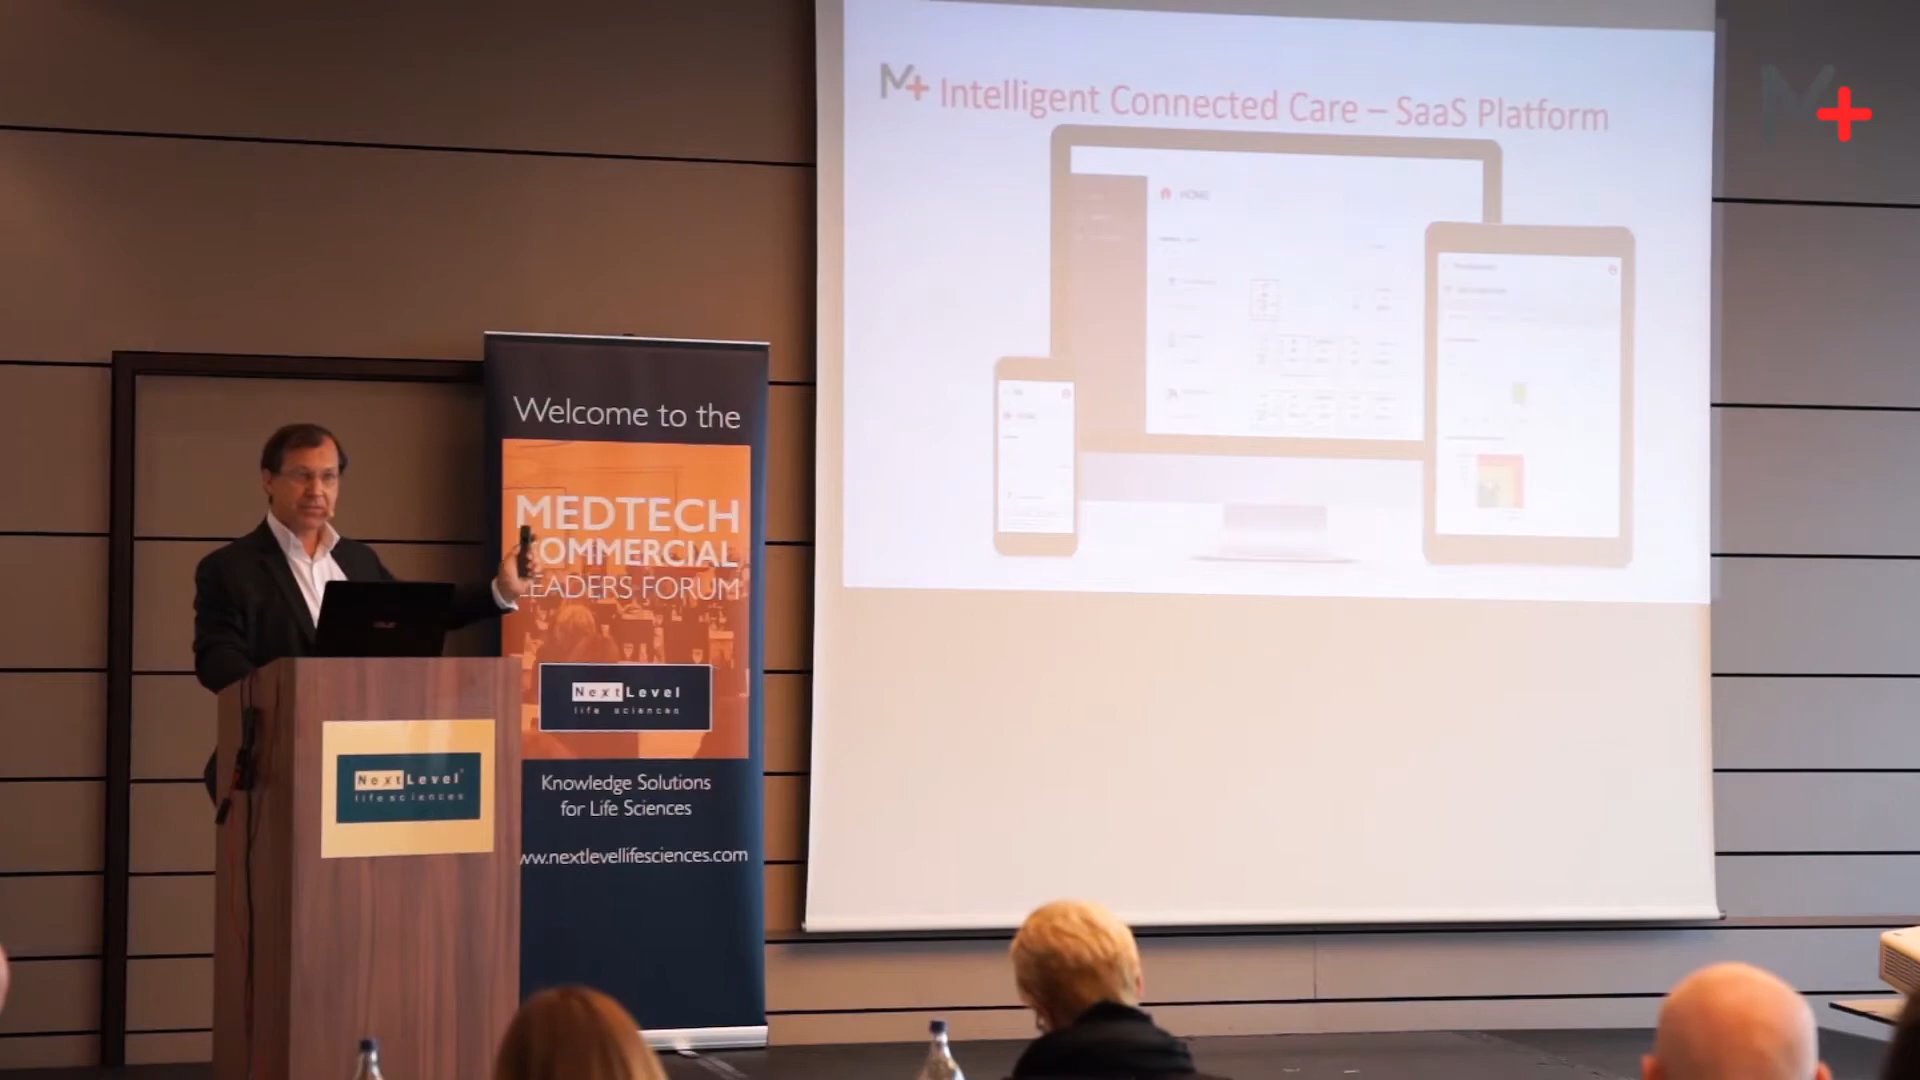 M+ Intelligent Connected Care – SaaS Platform
HOME
M+
Welcome to the
MEDTECH
COMMERCIAL
LEADERS FORUM
NextLevel
life sciences
Knowledge Solutions
for Life Sciences
ww.nextlevellifesciences.com
NextLevel
life sciences